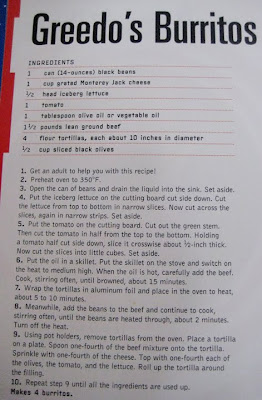 Greedo's Burritos
INGREDIENTS
1 can (14-ounces) black beans
1 cup grated Monterey Jack cheese
1/2 head iceberg lettuce
1 tomato
1 tablespoon olive oil or vegetable oil
1 1/2 pounds lean ground beef
4 flour tortillas, each about 10 inches in diameter
1/2 cup sliced black olives
1. Get an adult to help you with this recipe!
2. Preheat oven to 350°F.
3. Open the can of beans and drain the liquid into the sink. Set aside.
4. Put the iceberg lettuce on the cutting board cut side down. Cut
the lettuce from top to bottom in narrow slices. Now cut across the
slices, again in narrow strips. Set aside.
5. Put the tomato on the cutting board. Cut out the green stem.
Then cut the tomato in half from the top to the bottom. Holding
a tomato half cut side down, slice it crosswise about 1/2-inch thick.
Now cut the slices into little cubes. Set aside.
6. Put the oil in a skillet. Put the skillet on the stove and switch on
the heat to medium high. When the oil is hot, carefully add the beef.
Cook, stirring often, until browned, about 15 minutes.
7. Wrap the tortillas in aluminum foil and place in the oven to heat,
about 5 to 10 minutes.
8. Meanwhile, add the beans to the beef and continue to cook,
stirring often, until the beans are heated through, about 2 minutes.
Turn off the heat.
9. Using pot holders, remove tortillas from the oven. Place a tortilla
on a plate. Spoon one-fourth of the beef mixture onto the tortilla.
Sprinkle with one-fourth of the cheese. Top with one-fourth each of
the olives, the tomato, and the lettuce. Roll up the tortilla around
the filling.
10. Repeat step 9 until all the ingredients are used up.
Makes 4 burritos.